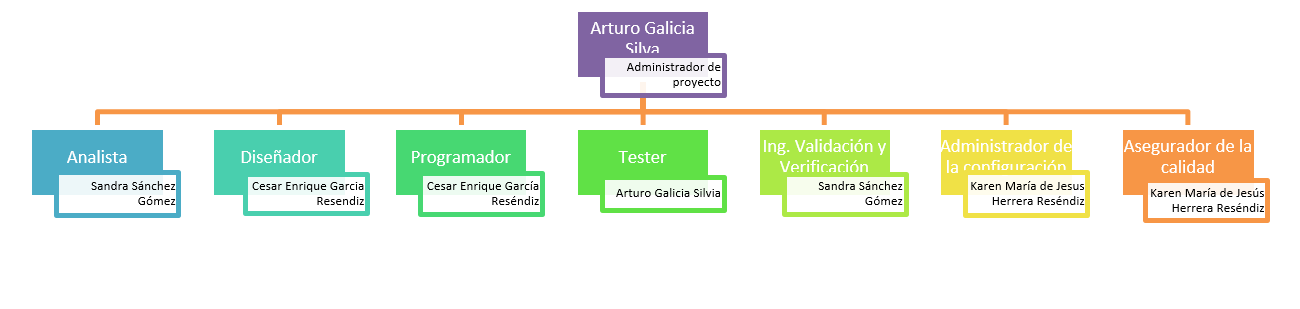 Arturo Galicia
Silva
Administrador de
proyecto
Analista
Sandra Sánchez
Gómez
Diseñador
Cesar Enrique Garcia
Resendiz
Programador
Cesar Enrique García
Reséndiz
Tester
Arturo Galicia Silvia
Ing. Validación y
Verificación
Sandra Sánchez
Gómez
Administrador de
la configuración
Karen María de Jesus
Herrera Reséndiz
Asegurador de la
calidad
Karen María de Jesús
Herrera Reséndiz